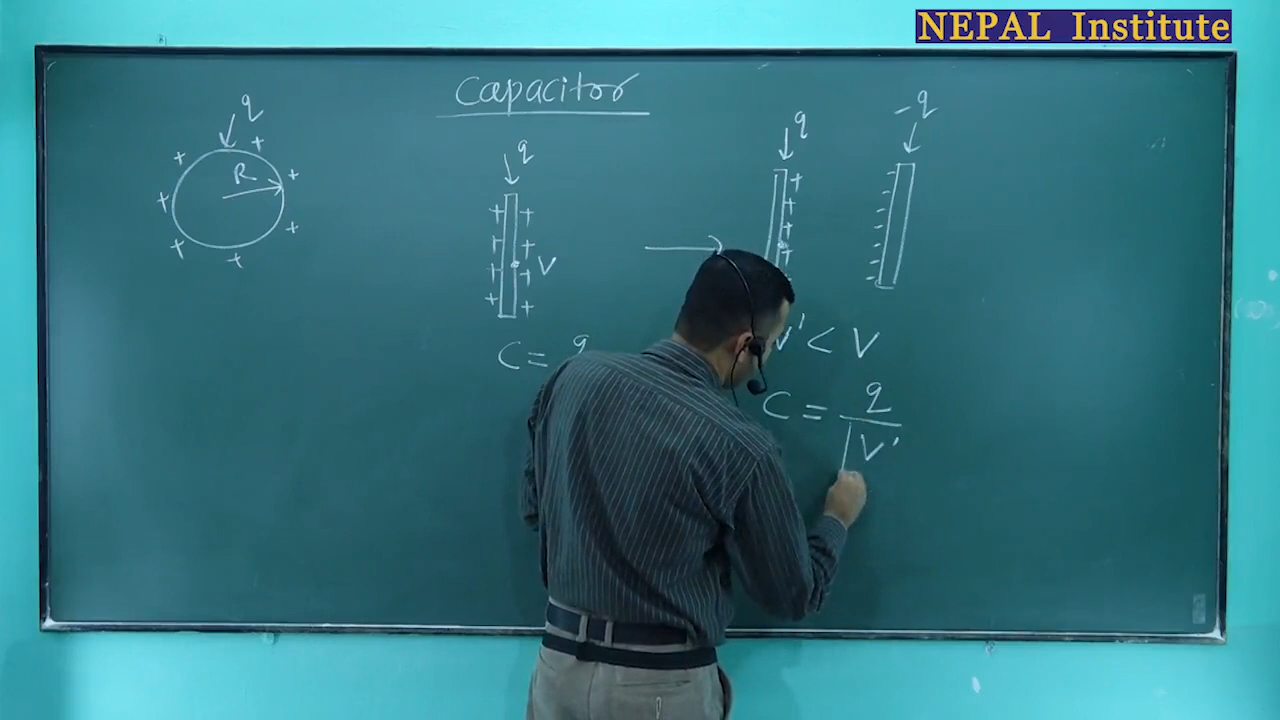 NEPAL Institute
Capacitor
q
R
q
V
C = q
q
-q
V' < V
C = q
V'